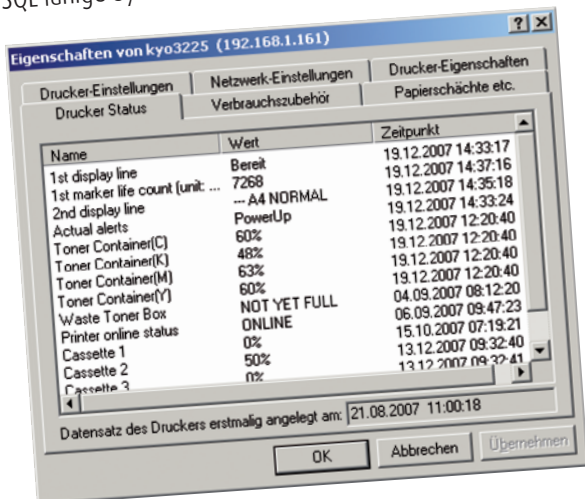 Eigenschaften von kyo3225 (192.168.1.161)
Drucker-Einstellungen Netzwerk-Einstellungen Drucker-Eigenschaften
Drucker Status Verbrauchszubehör Papierschächte etc.
Name Wert Zeitpunkt
1st display line Bereit 19.12.2007 14:33:17
1st marker life count (unit: ... 7268 19.12.2007 14:37:16
2nd display line --- A4 NORMAL 19.12.2007 14:35:18
Actual alerts PowerUp 19.12.2007 14:33:24
Toner Container(C) 60% 19.12.2007 12:20:40
Toner Container(K) 48% 19.12.2007 12:20:40
Toner Container(M) 63% 19.12.2007 12:20:40
Toner Container(Y) 60% 19.12.2007 12:20:40
Waste Toner Box NOT YET FULL 04.09.2007 08:12:20
Printer online status ONLINE 06.09.2007 09:47:23
Cassette 1 0% 15.10.2007 07:19:21
Cassette 2 50% 13.12.2007 09:32:40
Cassette 3 0% 13.12.2007 09:32:41
Datensatz des Druckers erstmalig angelegt am: 21.08.2007 11:00:18
OK Abbrechen Übernehmen